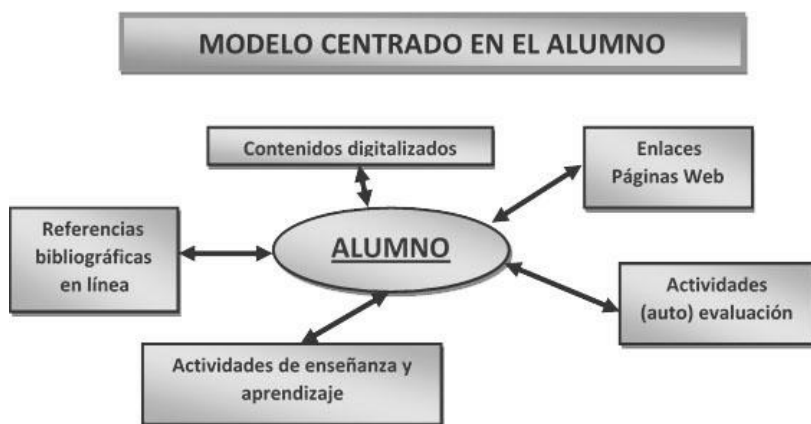 MODELO CENTRADO EN EL ALUMNO
Contenidos digitalizados
Enlaces
Páginas Web
Referencias
bibliográficas
en línea
ALUMNO
Actividades
(auto) evaluación
Actividades de enseñanza y
aprendizaje